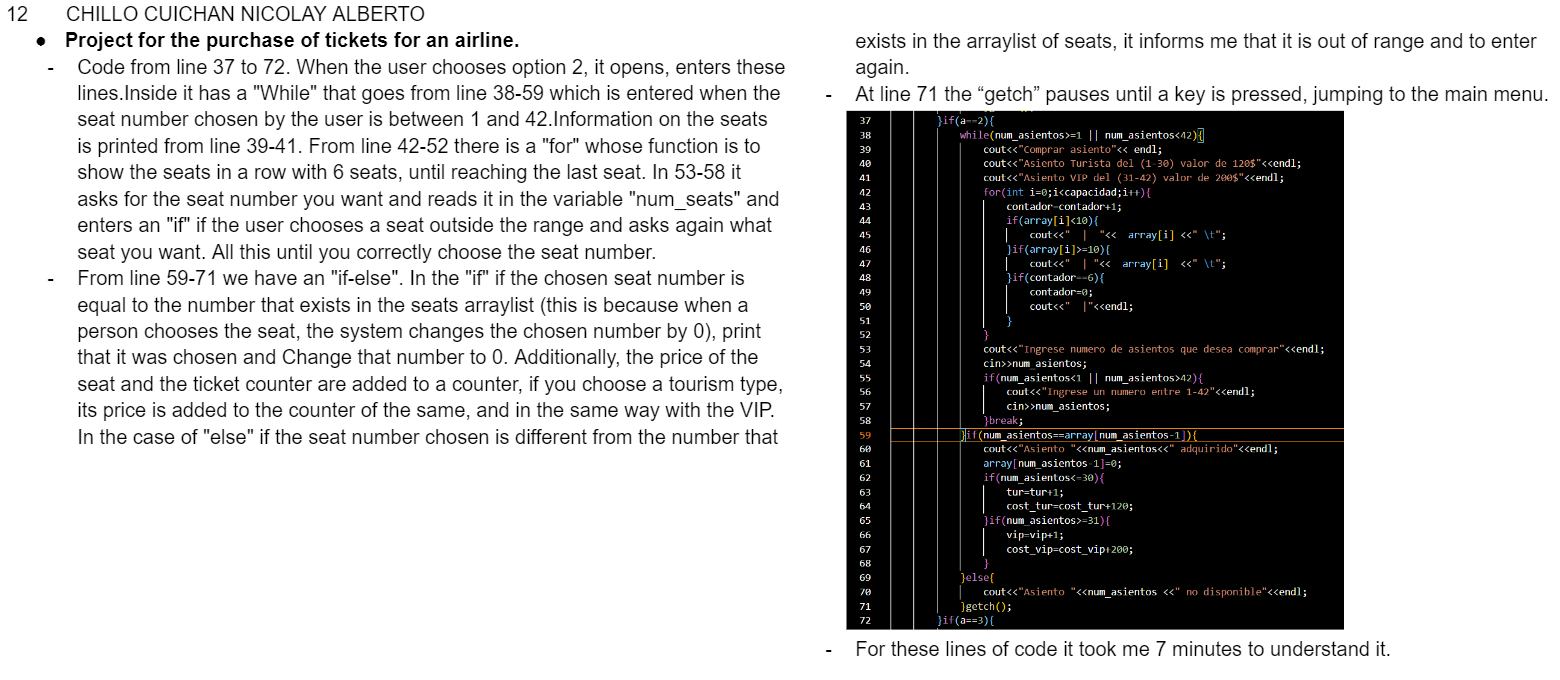 12 CHILLO CUICHAN NICOLAY ALBERTO
● Project for the purchase of tickets for an airline.
- Code from line 37 to 72. When the user chooses option 2, it opens, enters these
lines.Inside it has a "While" that goes from line 38-59 which is entered when the
seat number chosen by the user is between 1 and 42.Information on the seats
is printed from line 39-41. From line 42-52 there is a "for" whose function is to
show the seats in a row with 6 seats, until reaching the last seat. In 53-58 it
asks for the seat number you want and reads it in the variable "num_seats" and
enters an "if" if the user chooses a seat outside the range and asks again what
seat you want. All this until you correctly choose the seat number.
- From line 59-71 we have an "if-else". In the "if" if the chosen seat number is
equal to the number that exists in the seats arraylist (this is because when a
person chooses the seat, the system changes the chosen number by 0), print
that it was chosen and Change that number to 0. Additionally, the price of the
seat and the ticket counter are added to a counter, if you choose a tourism type,
its price is added to the counter of the same, and in the same way with the VIP.
In the case of "else" if the seat number chosen is different from the number that
exists in the arraylist of seats, it informs me that it is out of range and to enter
again.
- At line 71 the “getch” pauses until a key is pressed, jumping to the main menu.
37 }if(a==2){
38 while(num_asientos>=1 || num_asientos<42){
39 cout<<"Comprar asiento"<< endl;
40 cout<<"Asiento Turista del (1-30) valor de 120$"<<endl;
41 cout<<"Asiento VIP del (31-42) valor de 200$"<<endl;
42 for(int i=0;i<capacidad;i++){
43 contador=contador+1;
44 if(array[i]<10){
45 cout<<"  |  "<< array[i] <<" \t";
46 }if(array[i]>=10){
47 cout<<"  | "<< array[i] <<" \t";
48 }if(contador==6){
49 contador=0;
50 cout<<"  |"<<endl;
51 }
52 }
53 cout<<"Ingrese numero de asientos que desea comprar"<<endl;
54 cin>>num_asientos;
55 if(num_asientos<1 || num_asientos>42){
56 cout<<"Ingrese un numero entre 1-42"<<endl;
57 cin>>num_asientos;
58 }break;
59 }if(num_asientos==array[num_asientos-1]){
60 cout<<"Asiento "<<num_asientos<<" adquirido"<<endl;
61 array[num_asientos-1]=0;
62 if(num_asientos<=30){
63 tur=tur+1;
64 cost_tur=cost_tur+120;
65 }if(num_asientos>=31){
66 vip=vip+1;
67 cost_vip=cost_vip+200;
68 }
69 }else{
70 cout<<"Asiento "<<num_asientos <<" no disponible"<<endl;
71 }getch();
72 }if(a==3){
- For these lines of code it took me 7 minutes to understand it.